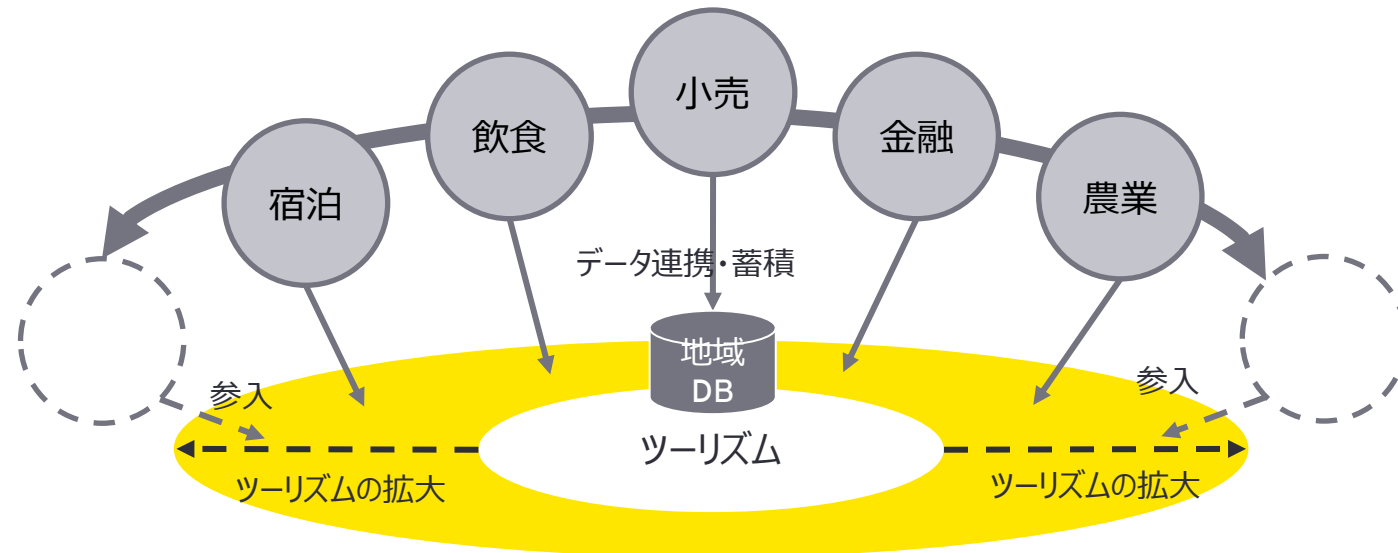 小売
飲食
金融
宿泊
農業
データ連携・蓄積
地域
DB
参入
参入
ツーリズム
ツーリズムの拡大
ツーリズムの拡大